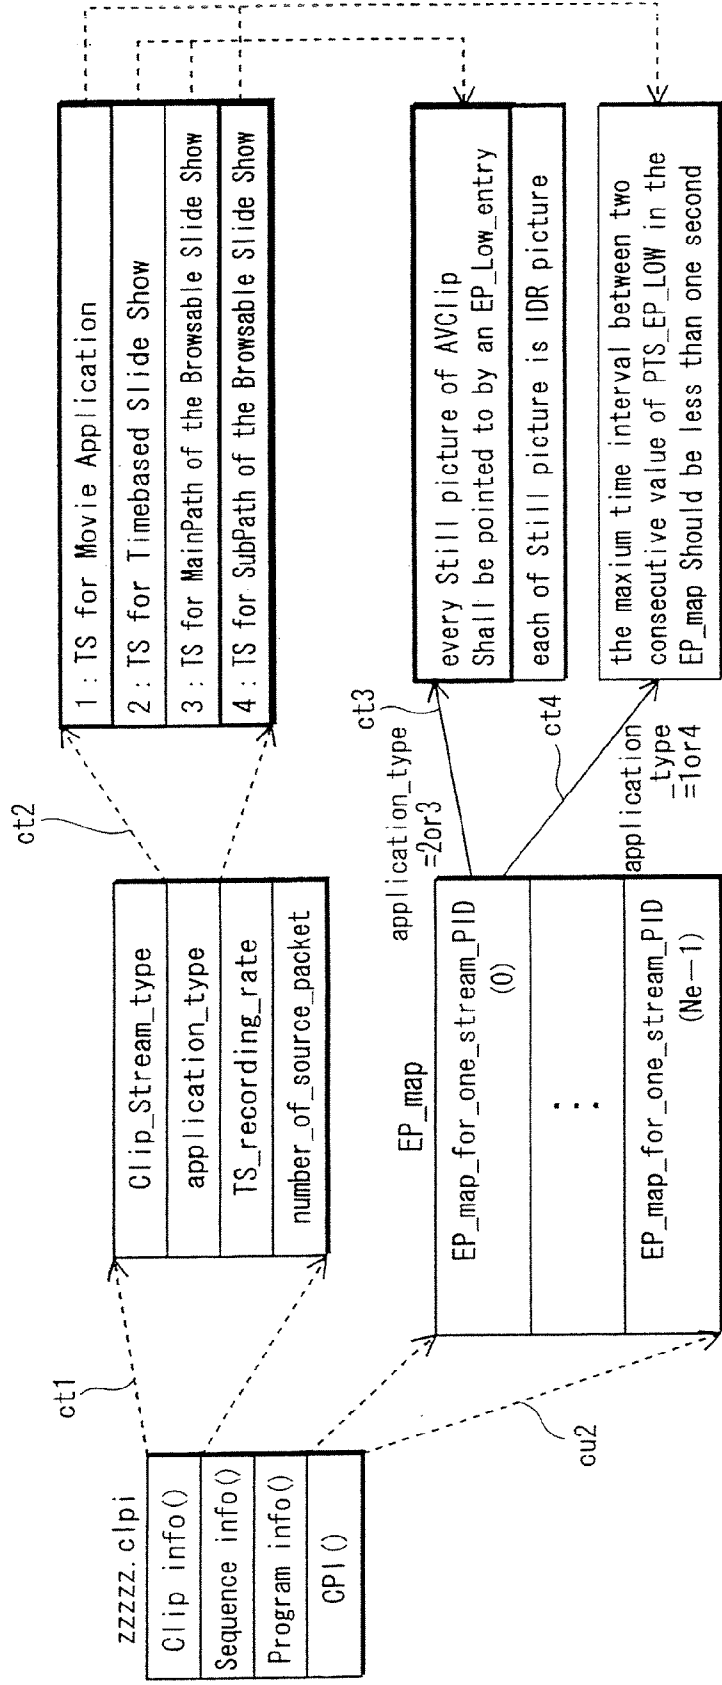 zzzzz.clpi
Clip info()
Sequence info()
Program info()
CPI()
ct1
cu2
Clip_Stream_type
application_type
TS_recording_rate
number_of_source_packet
EP_map
EP_map_for_one_stream_PID
(0)
...
EP_map_for_one_stream_PID
(Ne-1)
ct2
1:TS for Movie Application
2:TS for Timebased Slide Show
3:TS for MainPath of the Browsable Slide Show
4:TS for SubPath of the Browsable Slide Show
application_type
=2or3
ct3
ct4
application
_type
=1or4
every Still picture of AVClip
Shall be pointed to by an EP_Low_entry
each of Still picture is IDR picture
the maxium time interval between two
consecutive value of PTS_EP_LOW in the
EP_map Should be less than one second